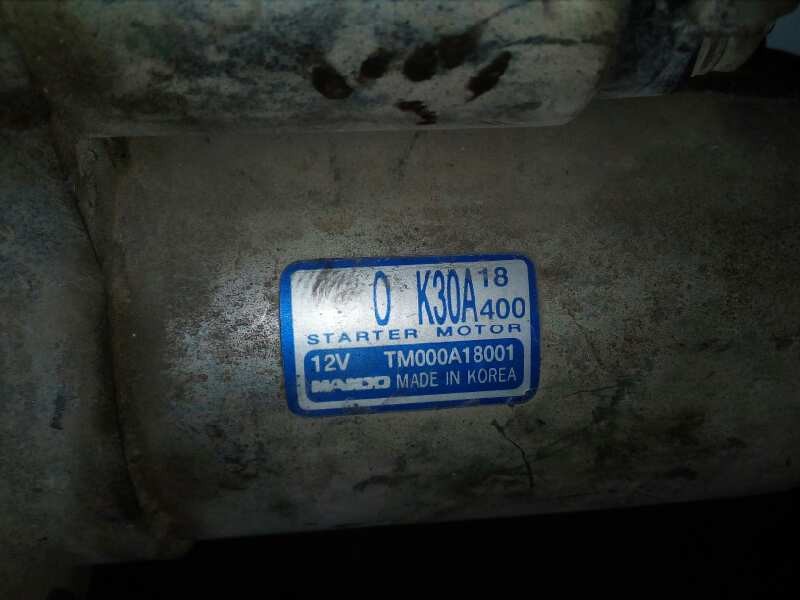 0 K30A 18 400
STARTER MOTOR
12V TM000A18001
MANDO MADE IN KOREA